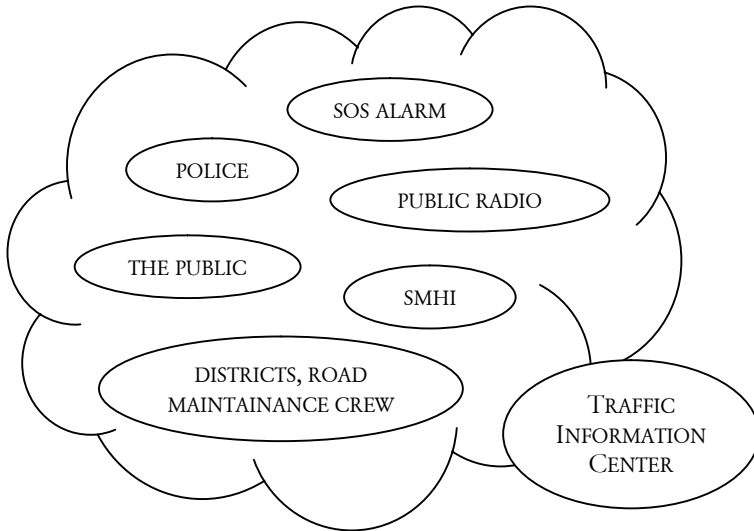 SOS ALARM
POLICE
PUBLIC RADIO
THE PUBLIC
SMHI
DISTRICTS, ROAD
MAINTAINANCE CREW
TRAFFIC
INFORMATION
CENTER